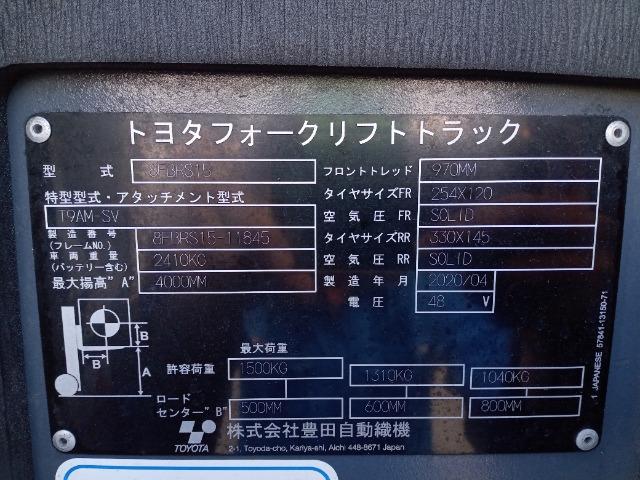 トヨタフォークリフトトラック
型式 8FBRS15 フロントトレッド 970MM
特型型式・アタッチメント型式 タイヤサイズFR 254X120
T9AM-SV 空気圧 FR SOLID
製造番号 (フレームNO.) 8FBRS15-11845 タイヤサイズRR 330X145
車両重量 (バッテリー含む) 2410KG 空気圧 RR SOLID
最大揚高"A" 4000MM 製造年月 2020/04
電圧 48 V
B
B A
最大荷重
許容荷重 1500KG 1310KG 1040KG
ロード
センター"B" 500MM 600MM 800MM
TOYOTA 株式会社豊田自動織機
2-1, Toyoda-cho, Kariya-shi, Aichi 448-8671 Japan
1 JAPANESE 57841-13150-71